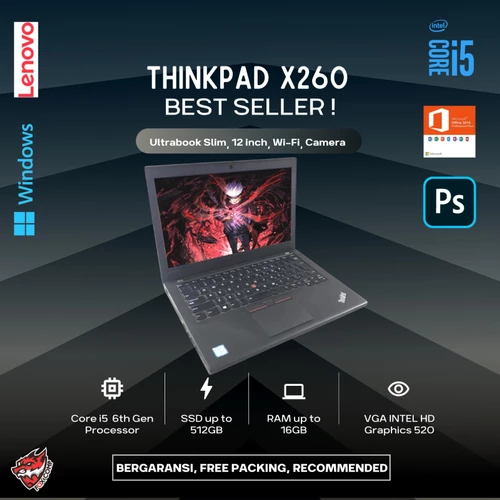 Lenovo
Windows
THINKPAD X260
BEST SELLER !
Ultrabook Slim, 12 inch, Wi-Fi, Camera
intel
CORE i5
Ps
ThinkPad
Core i5 6th Gen
Processor
SSD up to
512GB
RAM up to
16GB
VGA INTEL HD
Graphics 520
BERGARANSI, FREE PACKING, RECOMMENDED